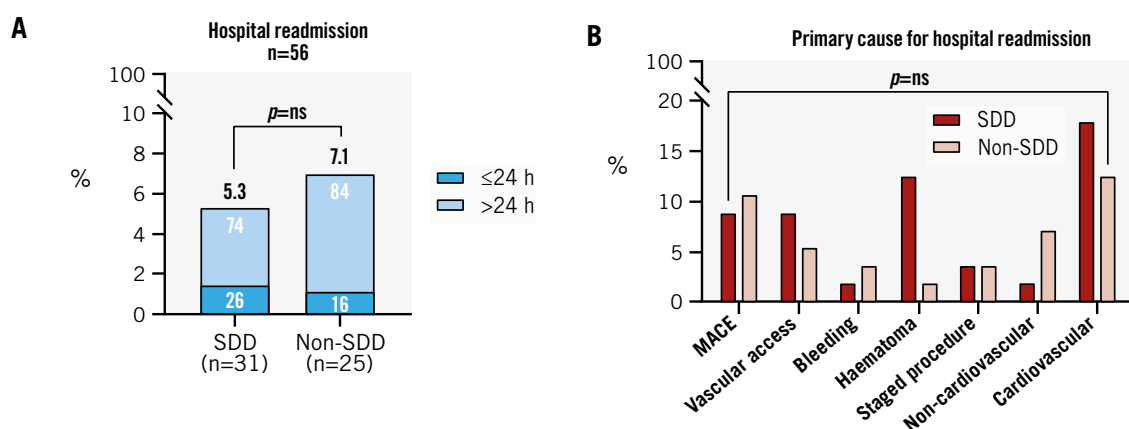 A
Hospital readmission
n=56
100
10
8
6
4
2
0
%
p=ns
5.3
7.1
74
84
26
16
SDD
(n=31)
Non-SDD
(n=25)
≤24 h
>24 h
B
Primary cause for hospital readmission
100
20
15
10
5
0
%
p=ns
SDD
Non-SDD
MACE
Vascular access
Bleeding
Haematoma
Staged procedure
Non-cardiovascular
Cardiovascular